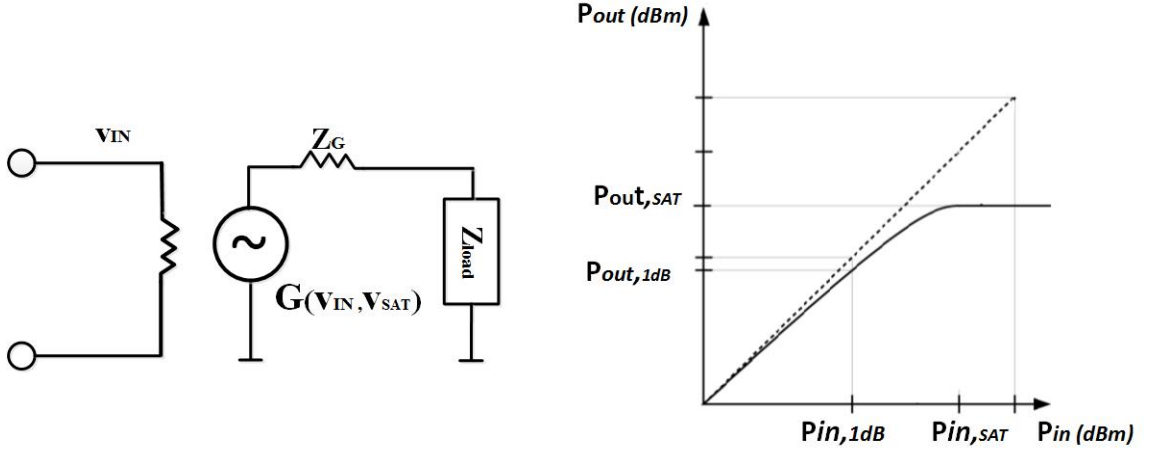 VIN
ZG
Zload
G(VIN,VSAT)
Pout (dBm)
Pout,SAT
Pout,1dB
Pin,1dB
Pin,SAT
Pin (dBm)